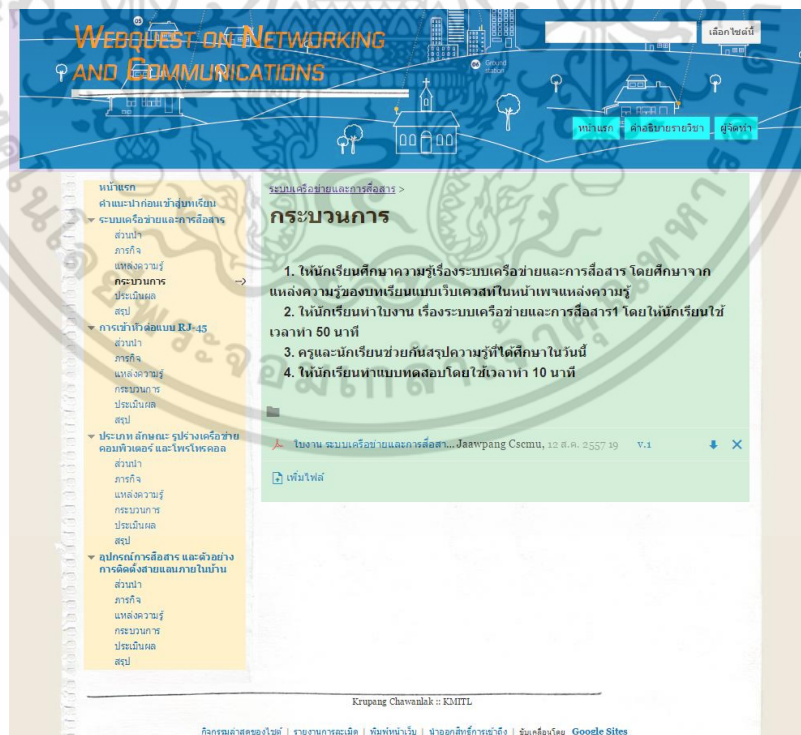 WEBQUEST ON NETWORKING
AND COMMUNICATIONS
05
06 Ground station
เลือกไซต์นี้
หน้าแรก คำอธิบายรายวิชา ผู้จัดทำ
หน้าแรก
คำแนะนำก่อนเข้าสู่บทเรียน
ระบบเครือข่ายและการสื่อสาร
ส่วนนำ
ภารกิจ
แหล่งความรู้
กระบวนการ
ประเมินผล
สรุป
การเข้าหัวต่อแบบ RJ-45
ส่วนนำ
ภารกิจ
แหล่งความรู้
กระบวนการ
ประเมินผล
สรุป
ประเภท ลักษณะ รูปร่างเครือข่าย
คอมพิวเตอร์ และโพรโทรคอล
ส่วนนำ
ภารกิจ
แหล่งความรู้
กระบวนการ
ประเมินผล
สรุป
อุปกรณ์การสื่อสาร และตัวอย่าง
การติดตั้งสายแลนภายในบ้าน
ส่วนนำ
ภารกิจ
แหล่งความรู้
กระบวนการ
ประเมินผล
สรุป
ระบบเครือข่ายและการสื่อสาร >
กระบวนการ
1. ให้นักเรียนศึกษาความรู้เรื่องระบบเครือข่ายและการสื่อสาร โดยศึกษาจาก
แหล่งความรู้ของบทเรียนแบบเว็บเควสท์ในหน้าเพจแหล่งความรู้
2. ให้นักเรียนทำใบงาน เรื่องระบบเครือข่ายและการสื่อสาร1 โดยให้นักเรียนใช้
เวลาทำ 50 นาที
3. ครูและนักเรียนช่วยกันสรุปความรู้ที่ได้ศึกษาในวันนี้
4. ให้นักเรียนทำแบบทดสอบโดยใช้เวลาทำ 10 นาที
ใบงาน ระบบเครือข่ายและการสื่อสา... Jaawpang Cscmu, 12 ส.ค. 2557 19 v.1
เพิ่มไฟล์
Krupang Chawanlak :: KMITL
กิจกรรมล่าสุดของไซต์ | รายงานการละเมิด | พิมพ์หน้าเว็บ | นำออกสิทธิ์การเข้าถึง | ขับเคลื่อนโดย Google Sites